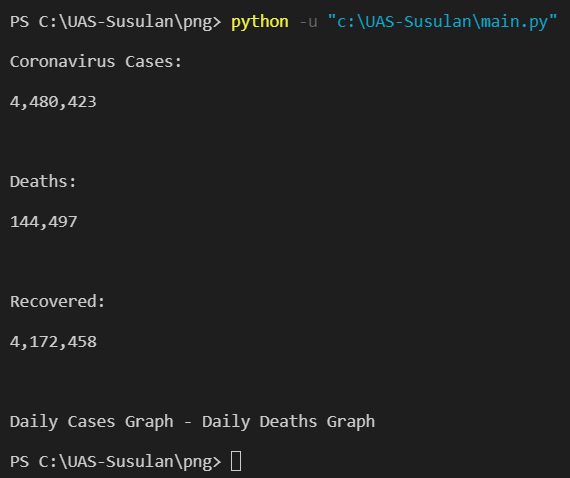 PS C:\UAS-Susulan\png> python -u "c:\UAS-Susulan\main.py"
Coronavirus Cases:
4,480,423
Deaths:
144,497
Recovered:
4,172,458
Daily Cases Graph - Daily Deaths Graph
PS C:\UAS-Susulan\png>